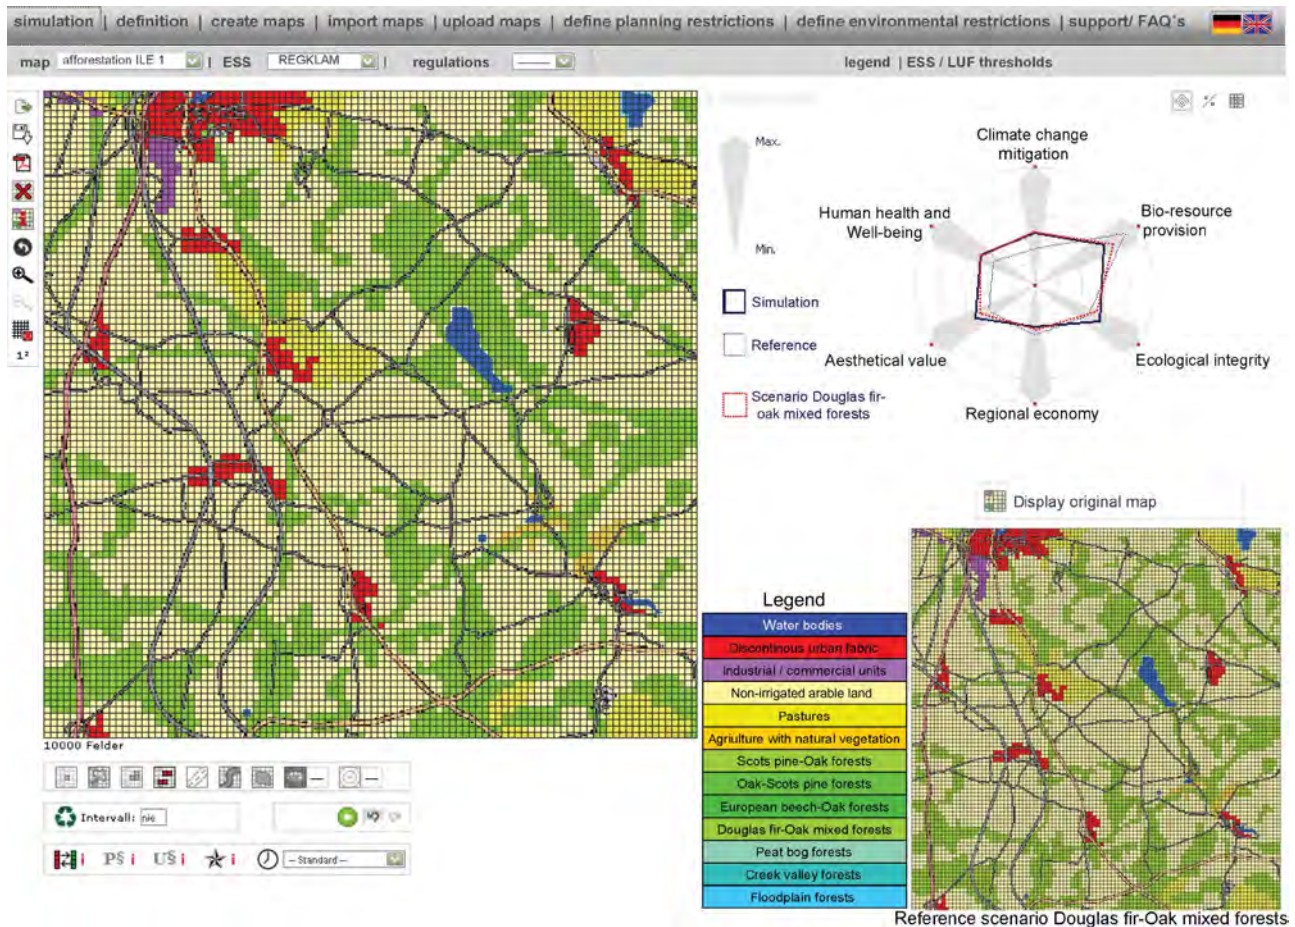 simulation | definition | create maps | import maps | upload maps | define planning restrictions | define environmental restrictions | support/ FAQ´s
map afforestation ILE 1 | ESS REGKLAM | regulations ——— legend | ESS / LUF thresholds
Max.
Min.
Simulation
Reference
Scenario Douglas fir-
oak mixed forests
Climate change
mitigation
Human health and
Well-being
Bio-resource
provision
Aesthetical value
Ecological integrity
Regional economy
1²
10000 Felder
Intervall: nie
P§ i U§ i i -- Standard --
Display original map
Legend
Water bodies
Discontinous urban fabric
Industrial / commercial units
Non-irrigated arable land
Pastures
Agriulture with natural vegetation
Scots pine-Oak forests
Oak-Scots pine forests
European beech-Oak forests
Douglas fir-Oak mixed forests
Peat bog forests
Creek valley forests
Floodplain forests
Reference scenario Douglas fir-Oak mixed forests